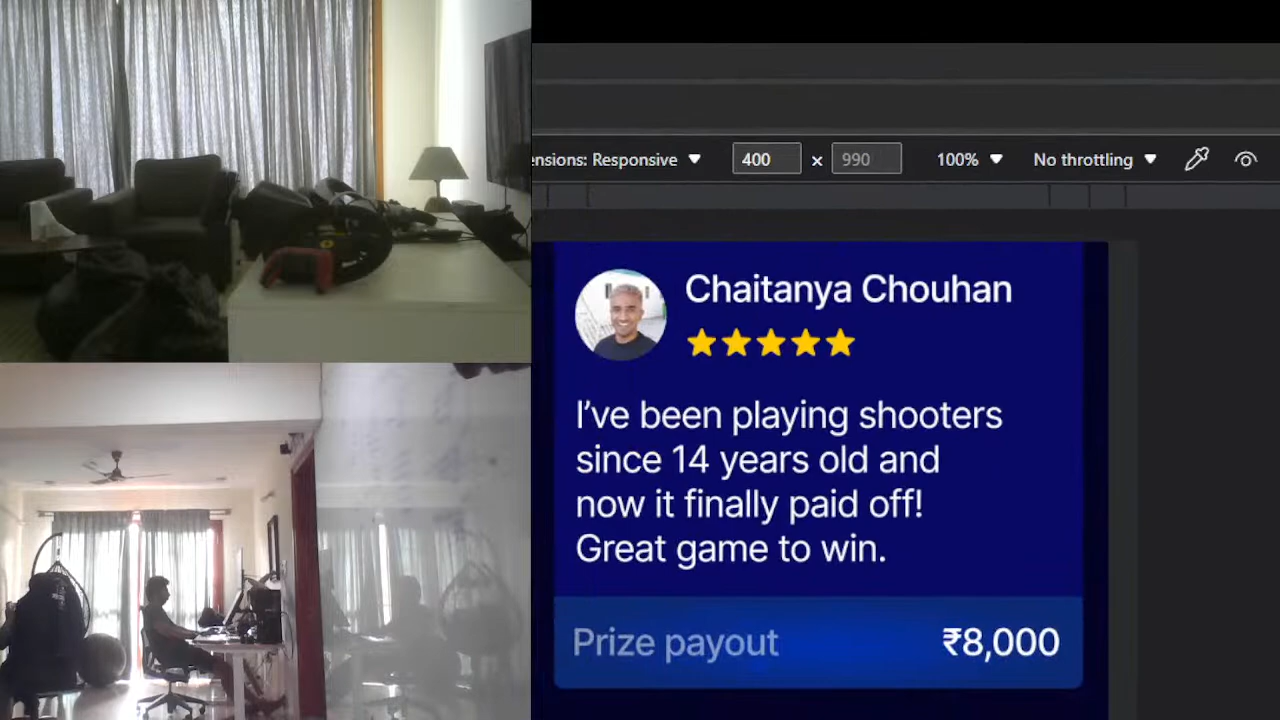 ensions: Responsive ▼ 400 × 990 100% ▼ No throttling ▼
Chaitanya Chouhan
I've been playing shooters
since 14 years old and
now it finally paid off!
Great game to win.
Prize payout ₹8,000